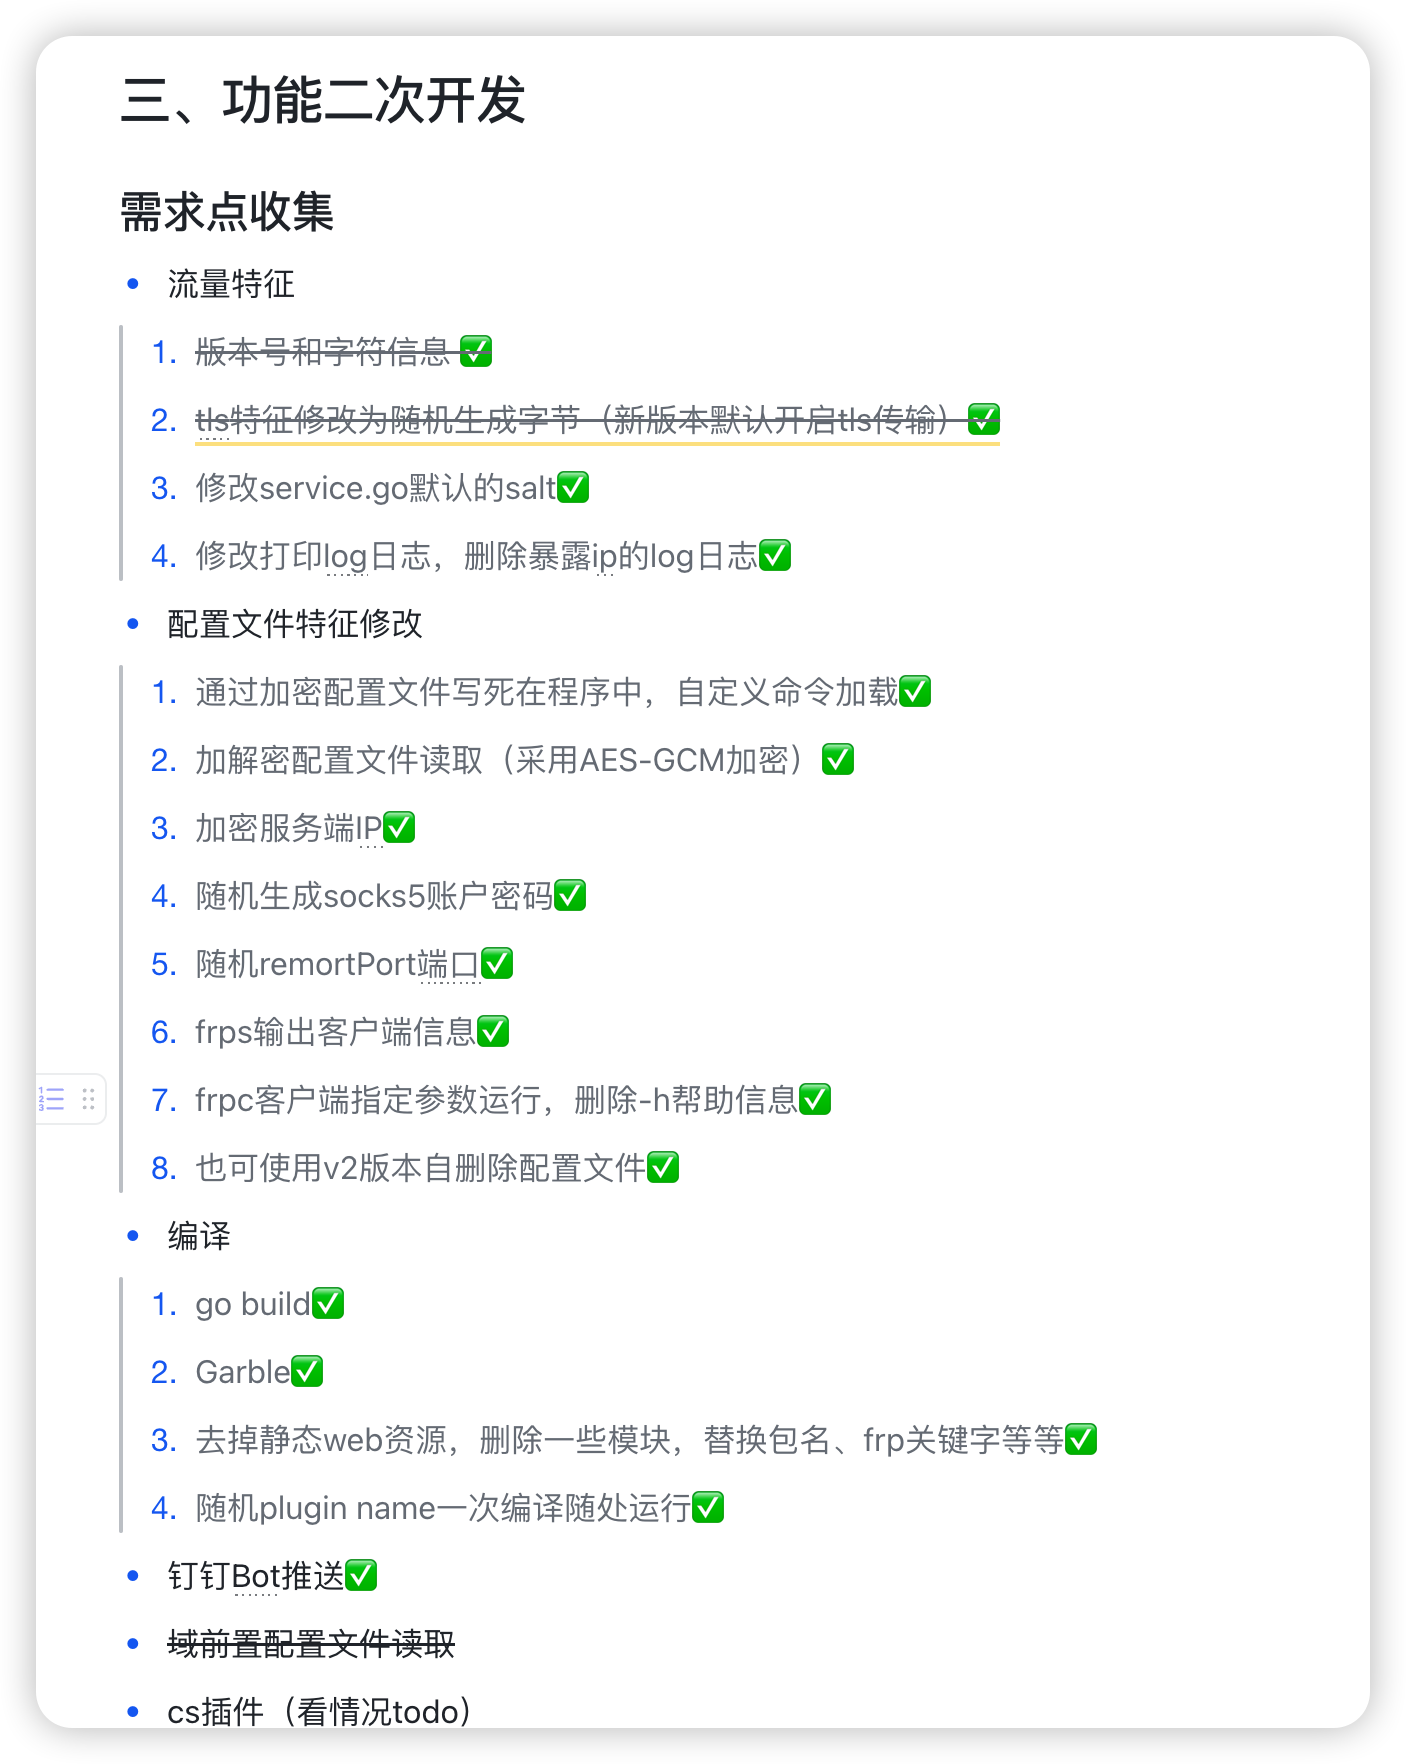 三、功能二次开发
需求点收集
• 流量特征
1. 版本号和字符信息 ✅
2. tls特征修改为随机生成字节（新版本默认开启tls传输）✅
3. 修改service.go默认的salt✅
4. 修改打印log日志，删除暴露ip的log日志✅
• 配置文件特征修改
1. 通过加密配置文件写死在程序中，自定义命令加载✅
2. 加解密配置文件读取（采用AES-GCM加密）✅
3. 加密服务端IP✅
4. 随机生成socks5账户密码✅
5. 随机remortPort端口✅
6. frps输出客户端信息✅
7. frpc客户端指定参数运行，删除-h帮助信息✅
8. 也可使用v2版本自删除配置文件✅
• 编译
1. go build✅
2. Garble✅
3. 去掉静态web资源，删除一些模块，替换包名、frp关键字等等✅
4. 随机plugin name一次编译随处运行✅
• 钉钉Bot推送✅
• 域前置配置文件读取
• cs插件（看情况todo）